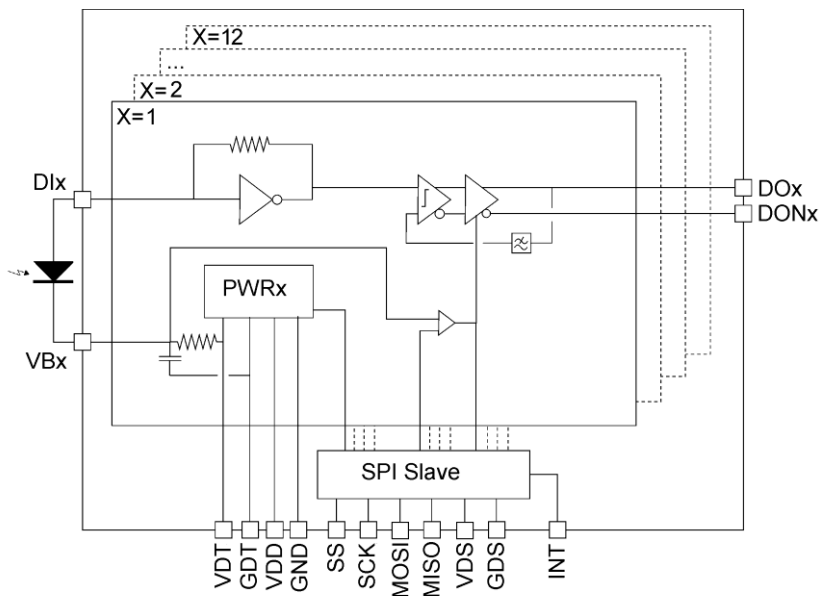 X=12
...
X=2
X=1
DIx
DOx
DONx
PWRx
VBx
SPI Slave
VDT
GDT
VDD
GND
SS
SCK
MOSI
MISO
VDS
GDS
INT